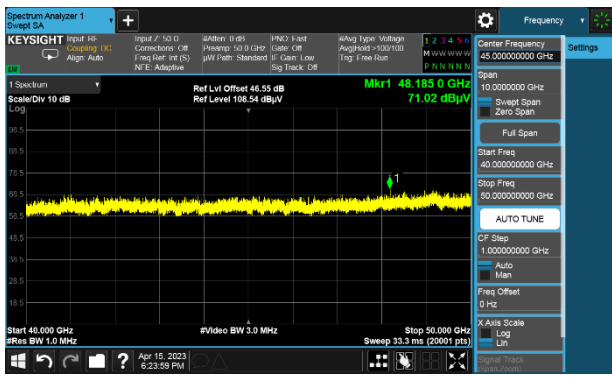 Spectrum Analyzer 1
Swept SA
Frequency
KEYSIGHT
Input: RF
Coupling: DC
Align: Auto
Input Z: 50 Ω
Corrections: Off
Freq Ref: Int (S)
NFE: Adaptive
#Atten: 0 dB
Preamp: 50.0 GHz
µW Path: Standard
PNO: Fast
Gate: Off
IF Gain: Low
Sig Track: Off
#Avg Type: Voltage
Avg|Hold:>100/100
Trig: Free Run
1 2 3 4 5 6
M W W W W W
P N N N N N
1 Spectrum
Scale/Div 10 dB
Log
Ref Lvl Offset 46.55 dB
Ref Level 108.54 dBµV
Mkr1 48.185 0 GHz
71.02 dBµV
98.5
88.5
78.5
68.5
58.5
48.5
38.5
28.5
18.5
1
Start 40.000 GHz
#Res BW 1.0 MHz
#Video BW 3.0 MHz
Stop 50.000 GHz
Sweep 33.3 ms (20001 pts)
Apr 15, 2023
6:23:59 PM
Center Frequency
45.000000000 GHz
Settings
Span
10.0000000 GHz
Swept Span
Zero Span
Full Span
Start Freq
40.000000000 GHz
Stop Freq
50.000000000 GHz
AUTO TUNE
CF Step
1.000000000 GHz
Auto
Man
Freq Offset
0 Hz
X Axis Scale
Log
Lin
Signal Track
(Span Zoom)